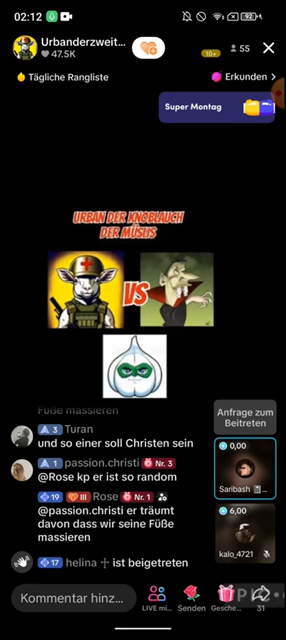 02:12
92
Urbanderzweit...
47.5K
10+
55
Tägliche Rangliste
Erkunden >
Super Montag
URBAN DER KNOBLAUCH
DER MÜSLIS
VS
Füße massieren
3 Turan
und so einer soll Christen sein
1 passion.christi Nr. 3
@Rose kp er ist so random
19 III Rose Nr. 1
@passion.christi er träumt
davon dass wir seine Füße
massieren
17 helina ist beigetreten
Anfrage zum
Beitreten
0,00
Saribash
6,00
kalo_4721
Kommentar hinz...
LIVE mi...
Senden
Gesche...
31